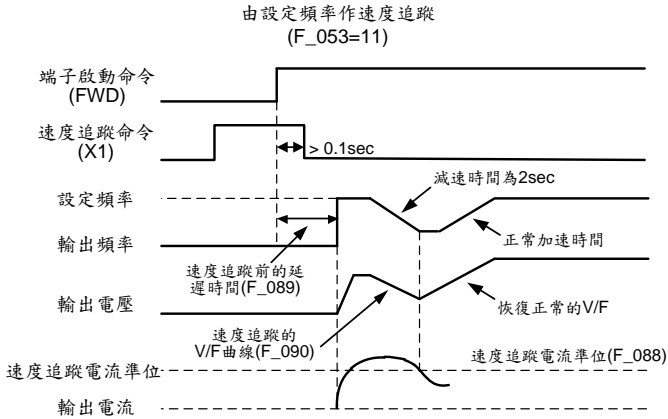 由設定頻率作速度追蹤
(F_053=11)
端子啟動命令
(FWD)
速度追蹤命令
(X1)
> 0.1sec
減速時間為2sec
設定頻率
輸出頻率
正常加速時間
速度追蹤前的延
遲時間(F_089)
輸出電壓
恢復正常的V/F
速度追蹤的
V/F曲線(F_090)
速度追蹤電流準位(F_088)
速度追蹤電流準位
輸出電流